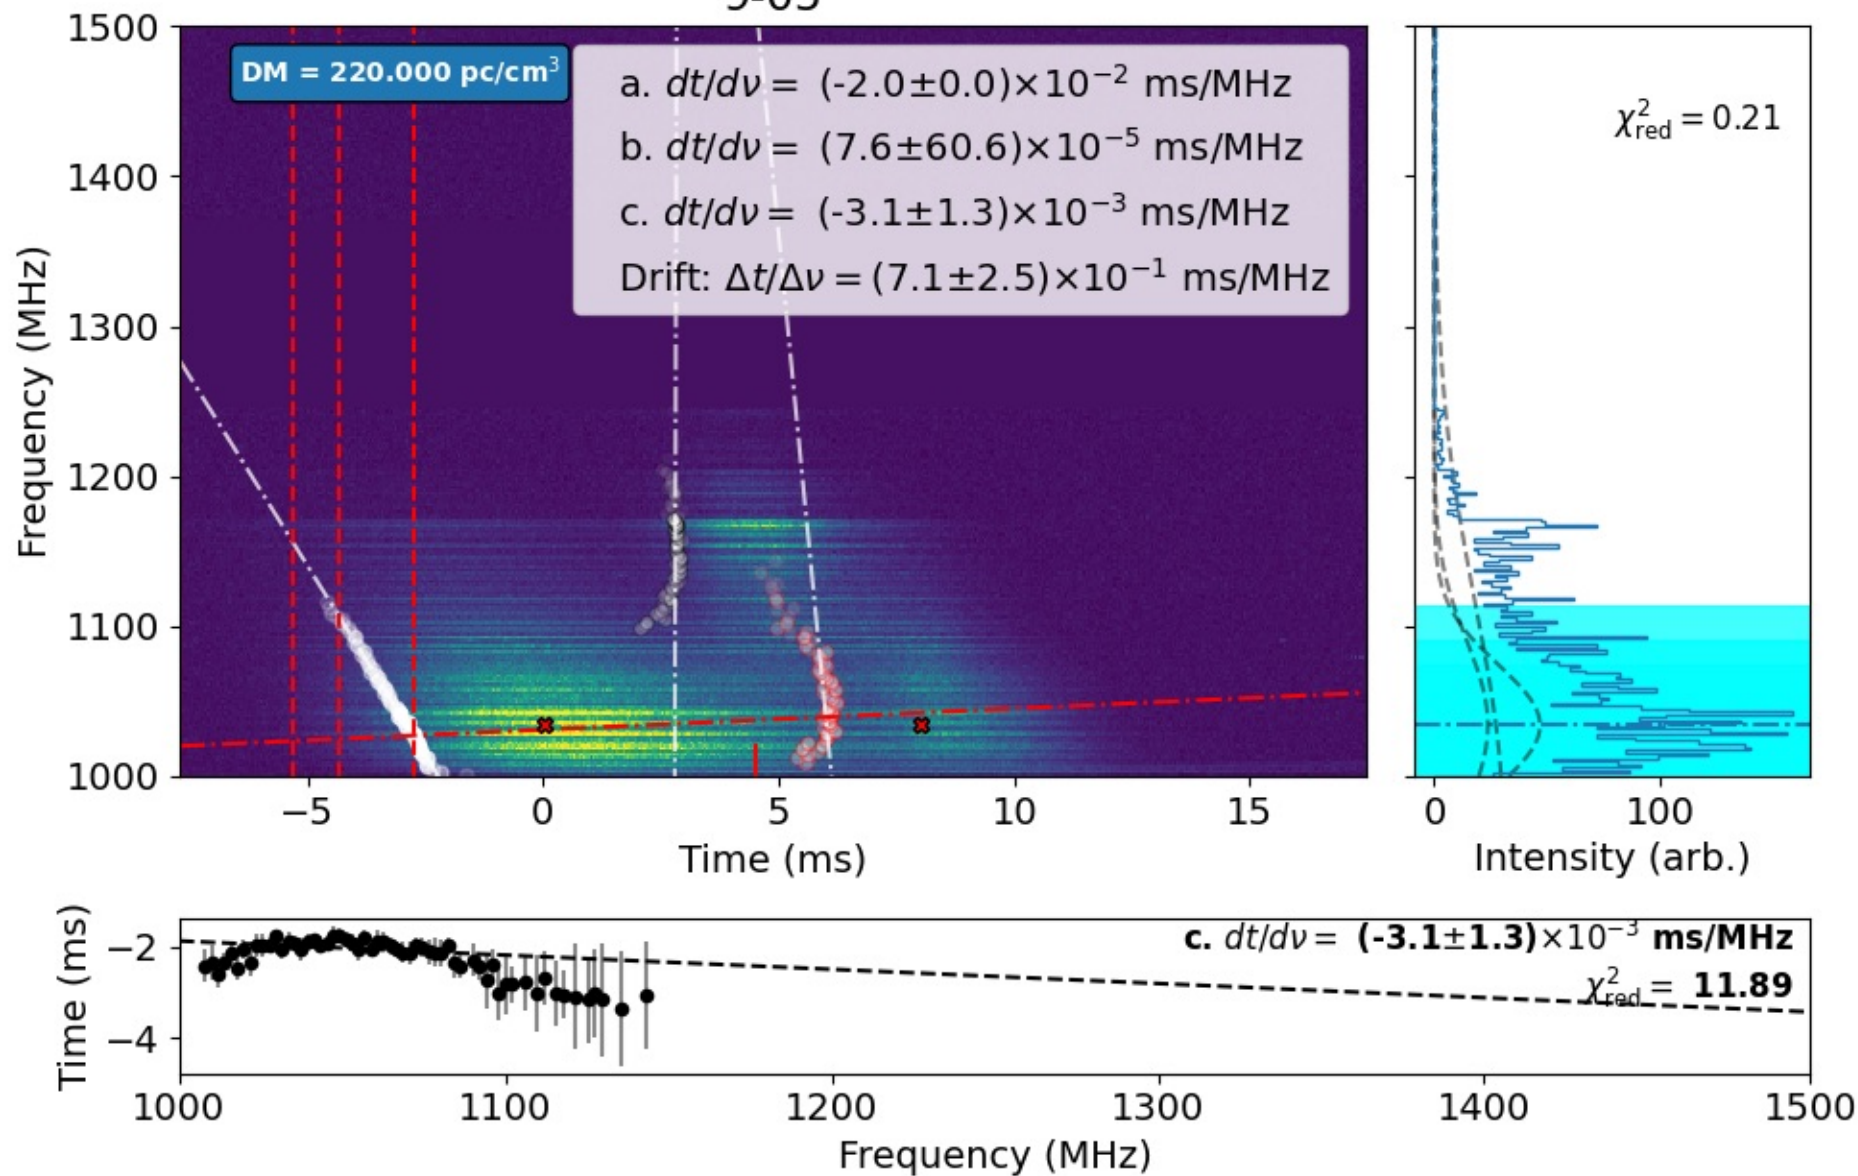 1500
DM = 220.000 pc/cm³
a. dt/dν = (-2.0±0.0)×10⁻² ms/MHz
b. dt/dν = (7.6±60.6)×10⁻⁵ ms/MHz
c. dt/dν = (-3.1±1.3)×10⁻³ ms/MHz
Drift: Δt/Δν = (7.1±2.5)×10⁻¹ ms/MHz
χ²red = 0.21
1400
1300
1200
1100
1000
Frequency (MHz)
−5 0 5 10 15
Time (ms)
0 100
Intensity (arb.)
c. dt/dν = (-3.1±1.3)×10⁻³ ms/MHz
χ²red = 11.89
−2
−4
Time (ms)
1000 1100 1200 1300 1400 1500
Frequency (MHz)